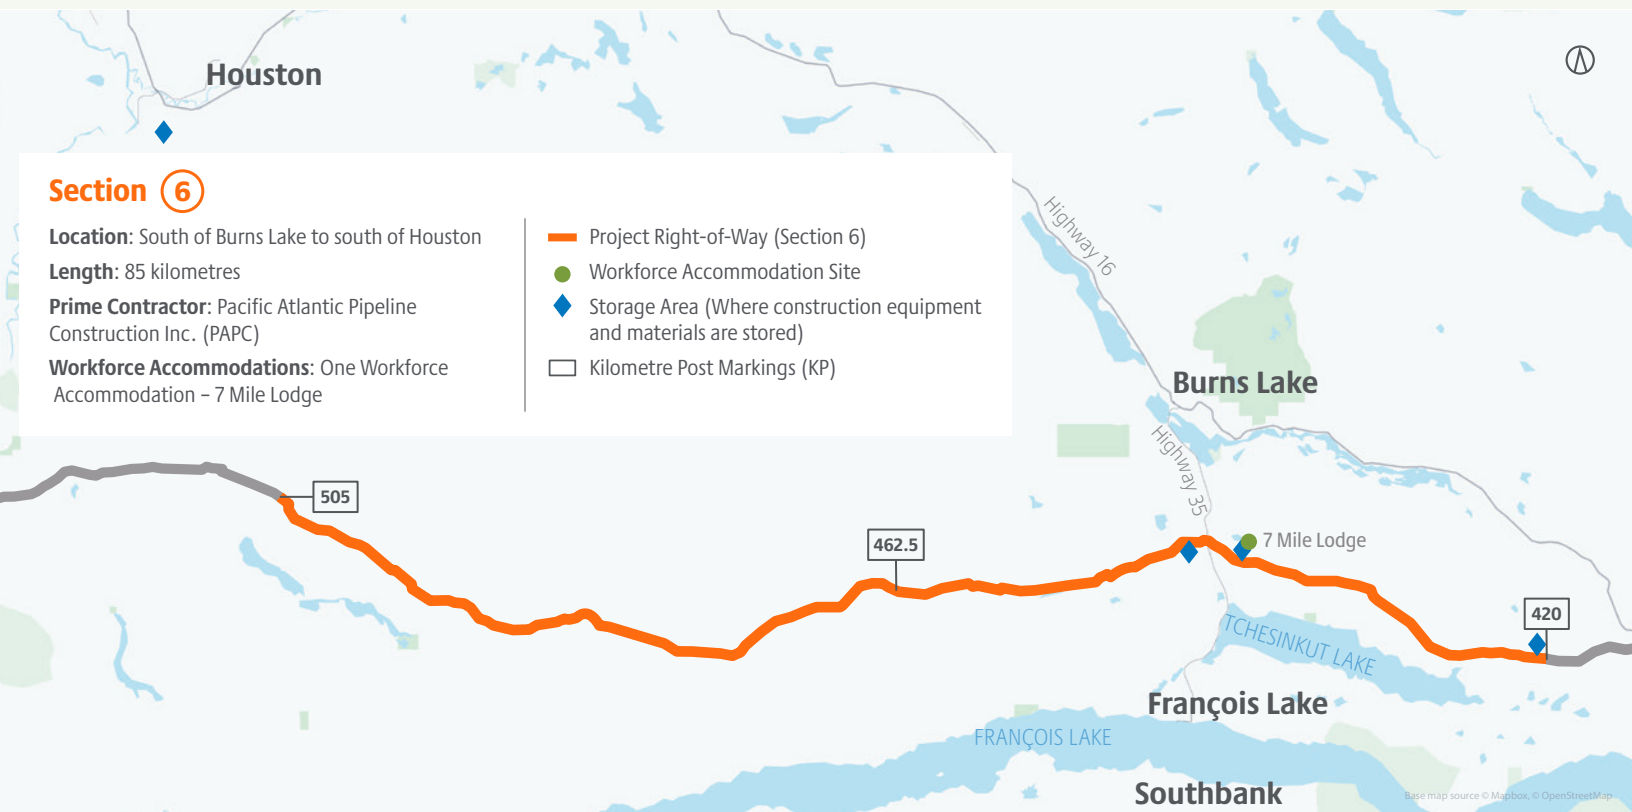 Houston
Section 6
Location: South of Burns Lake to south of Houston
Length: 85 kilometres
Prime Contractor: Pacific Atlantic Pipeline
Construction Inc. (PAPC)
Workforce Accommodations: One Workforce
Accommodation – 7 Mile Lodge
Project Right-of-Way (Section 6)
Workforce Accommodation Site
Storage Area (Where construction equipment
and materials are stored)
Kilometre Post Markings (KP)
Highway 16
Burns Lake
Highway 35
505
462.5
7 Mile Lodge
420
TCHESINKUT LAKE
François Lake
FRANÇOIS LAKE
Southbank
Base map source © Mapbox, © OpenStreetMap